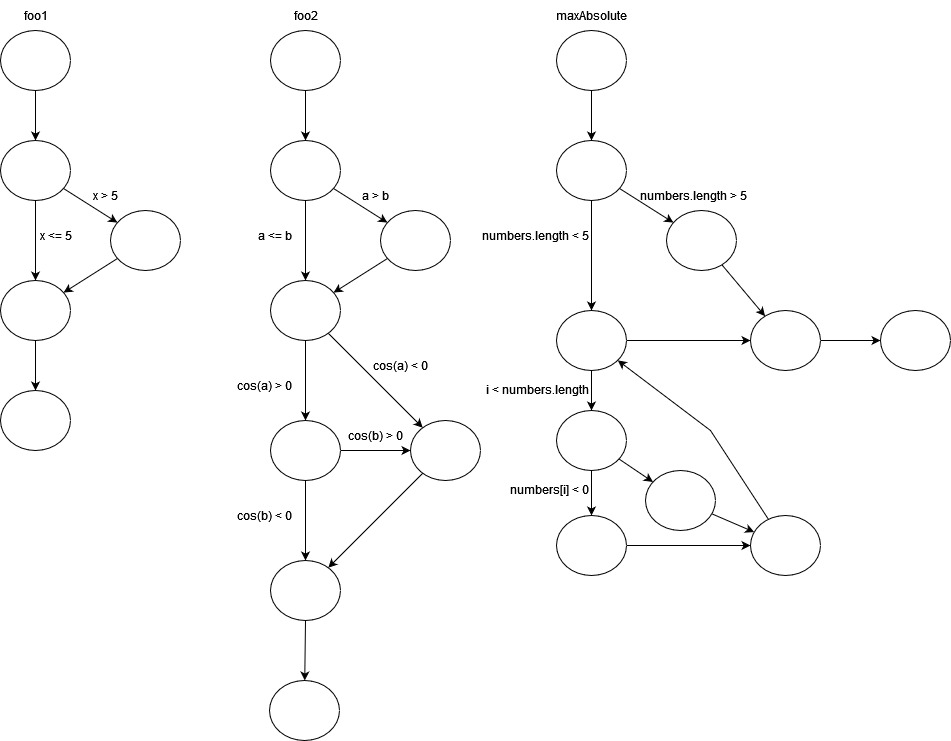 foo1
foo2
maxAbsolute
x > 5
a > b
numbers.length > 5
x <= 5
a <= b
numbers.length < 5
cos(a) > 0
cos(a) < 0
i < numbers.length
cos(b) > 0
numbers[i] < 0
cos(b) < 0